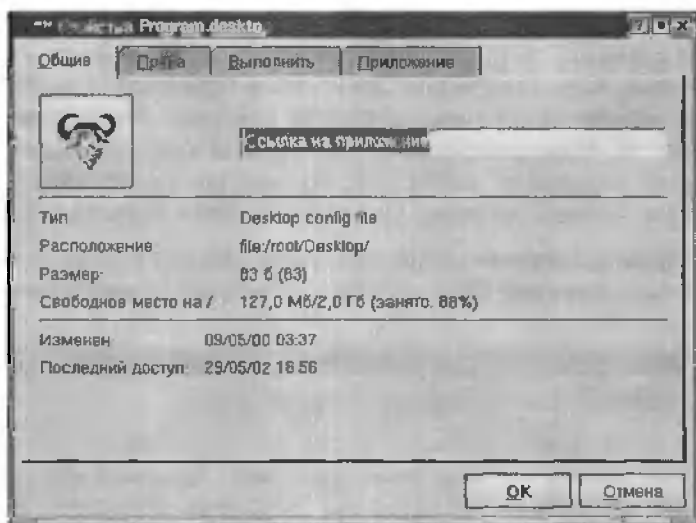 Program.deskto
Общие
Права
Выполнить
Приложение
Ссылка на приложение
Тип Desktop config file
Расположение: file:/root/Desktop/
Размер: 83 б (83)
Свободное место на / 127,0 Мб/2,0 Гб (занято: 88%)
Изменен: 09/05/00 03:37
Последний доступ: 29/05/02 18:56
OK
Отмена